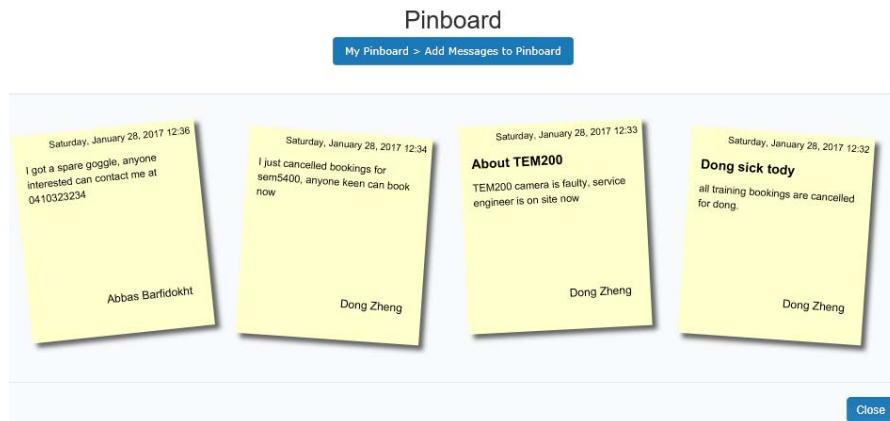 Pinboard
My Pinboard > Add Messages to Pinboard
Saturday, January 28, 2017 12:36
I got a spare goggle, anyone
interested can contact me at
0410323234
Abbas Barfidokht
Saturday, January 28, 2017 12:34
I just cancelled bookings for
sem5400, anyone keen can book
now
Dong Zheng
Saturday, January 28, 2017 12:33
About TEM200
TEM200 camera is faulty, service
engineer is on site now
Dong Zheng
Saturday, January 28, 2017 12:32
Dong sick tody
all training bookings are cancelled
for dong.
Dong Zheng
Close